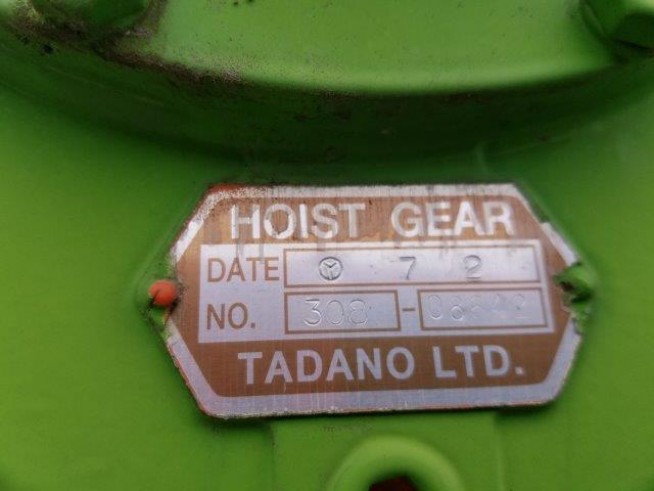 HOIST GEAR
DATE 7 2
NO. 308 -
TADANO LTD.